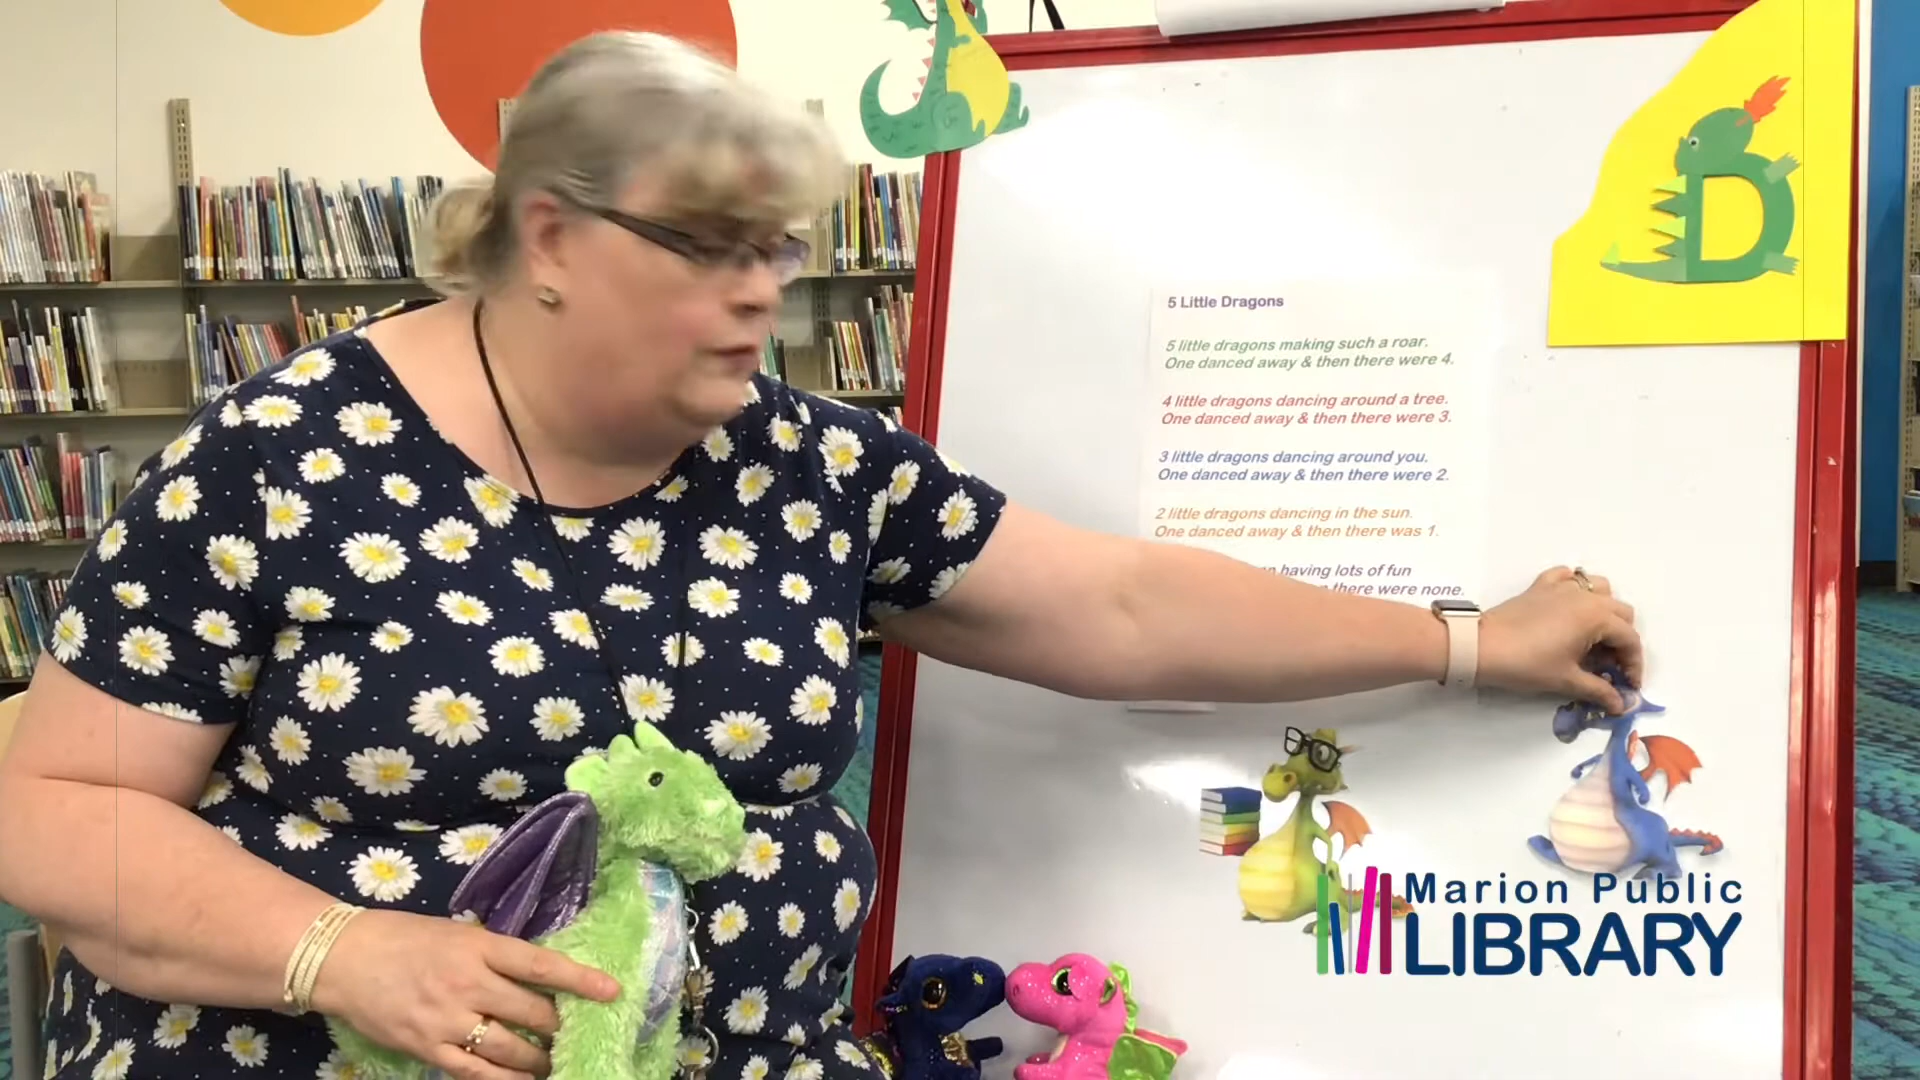 D
5 Little Dragons
5 little dragons making such a roar.
One danced away & then there were 4.
4 little dragons dancing around a tree.
One danced away & then there were 3.
3 little dragons dancing around you.
One danced away & then there were 2.
2 little dragons dancing in the sun.
One danced away & then there was 1.
having lots of fun
there were none.
Marion Public
LIBRARY